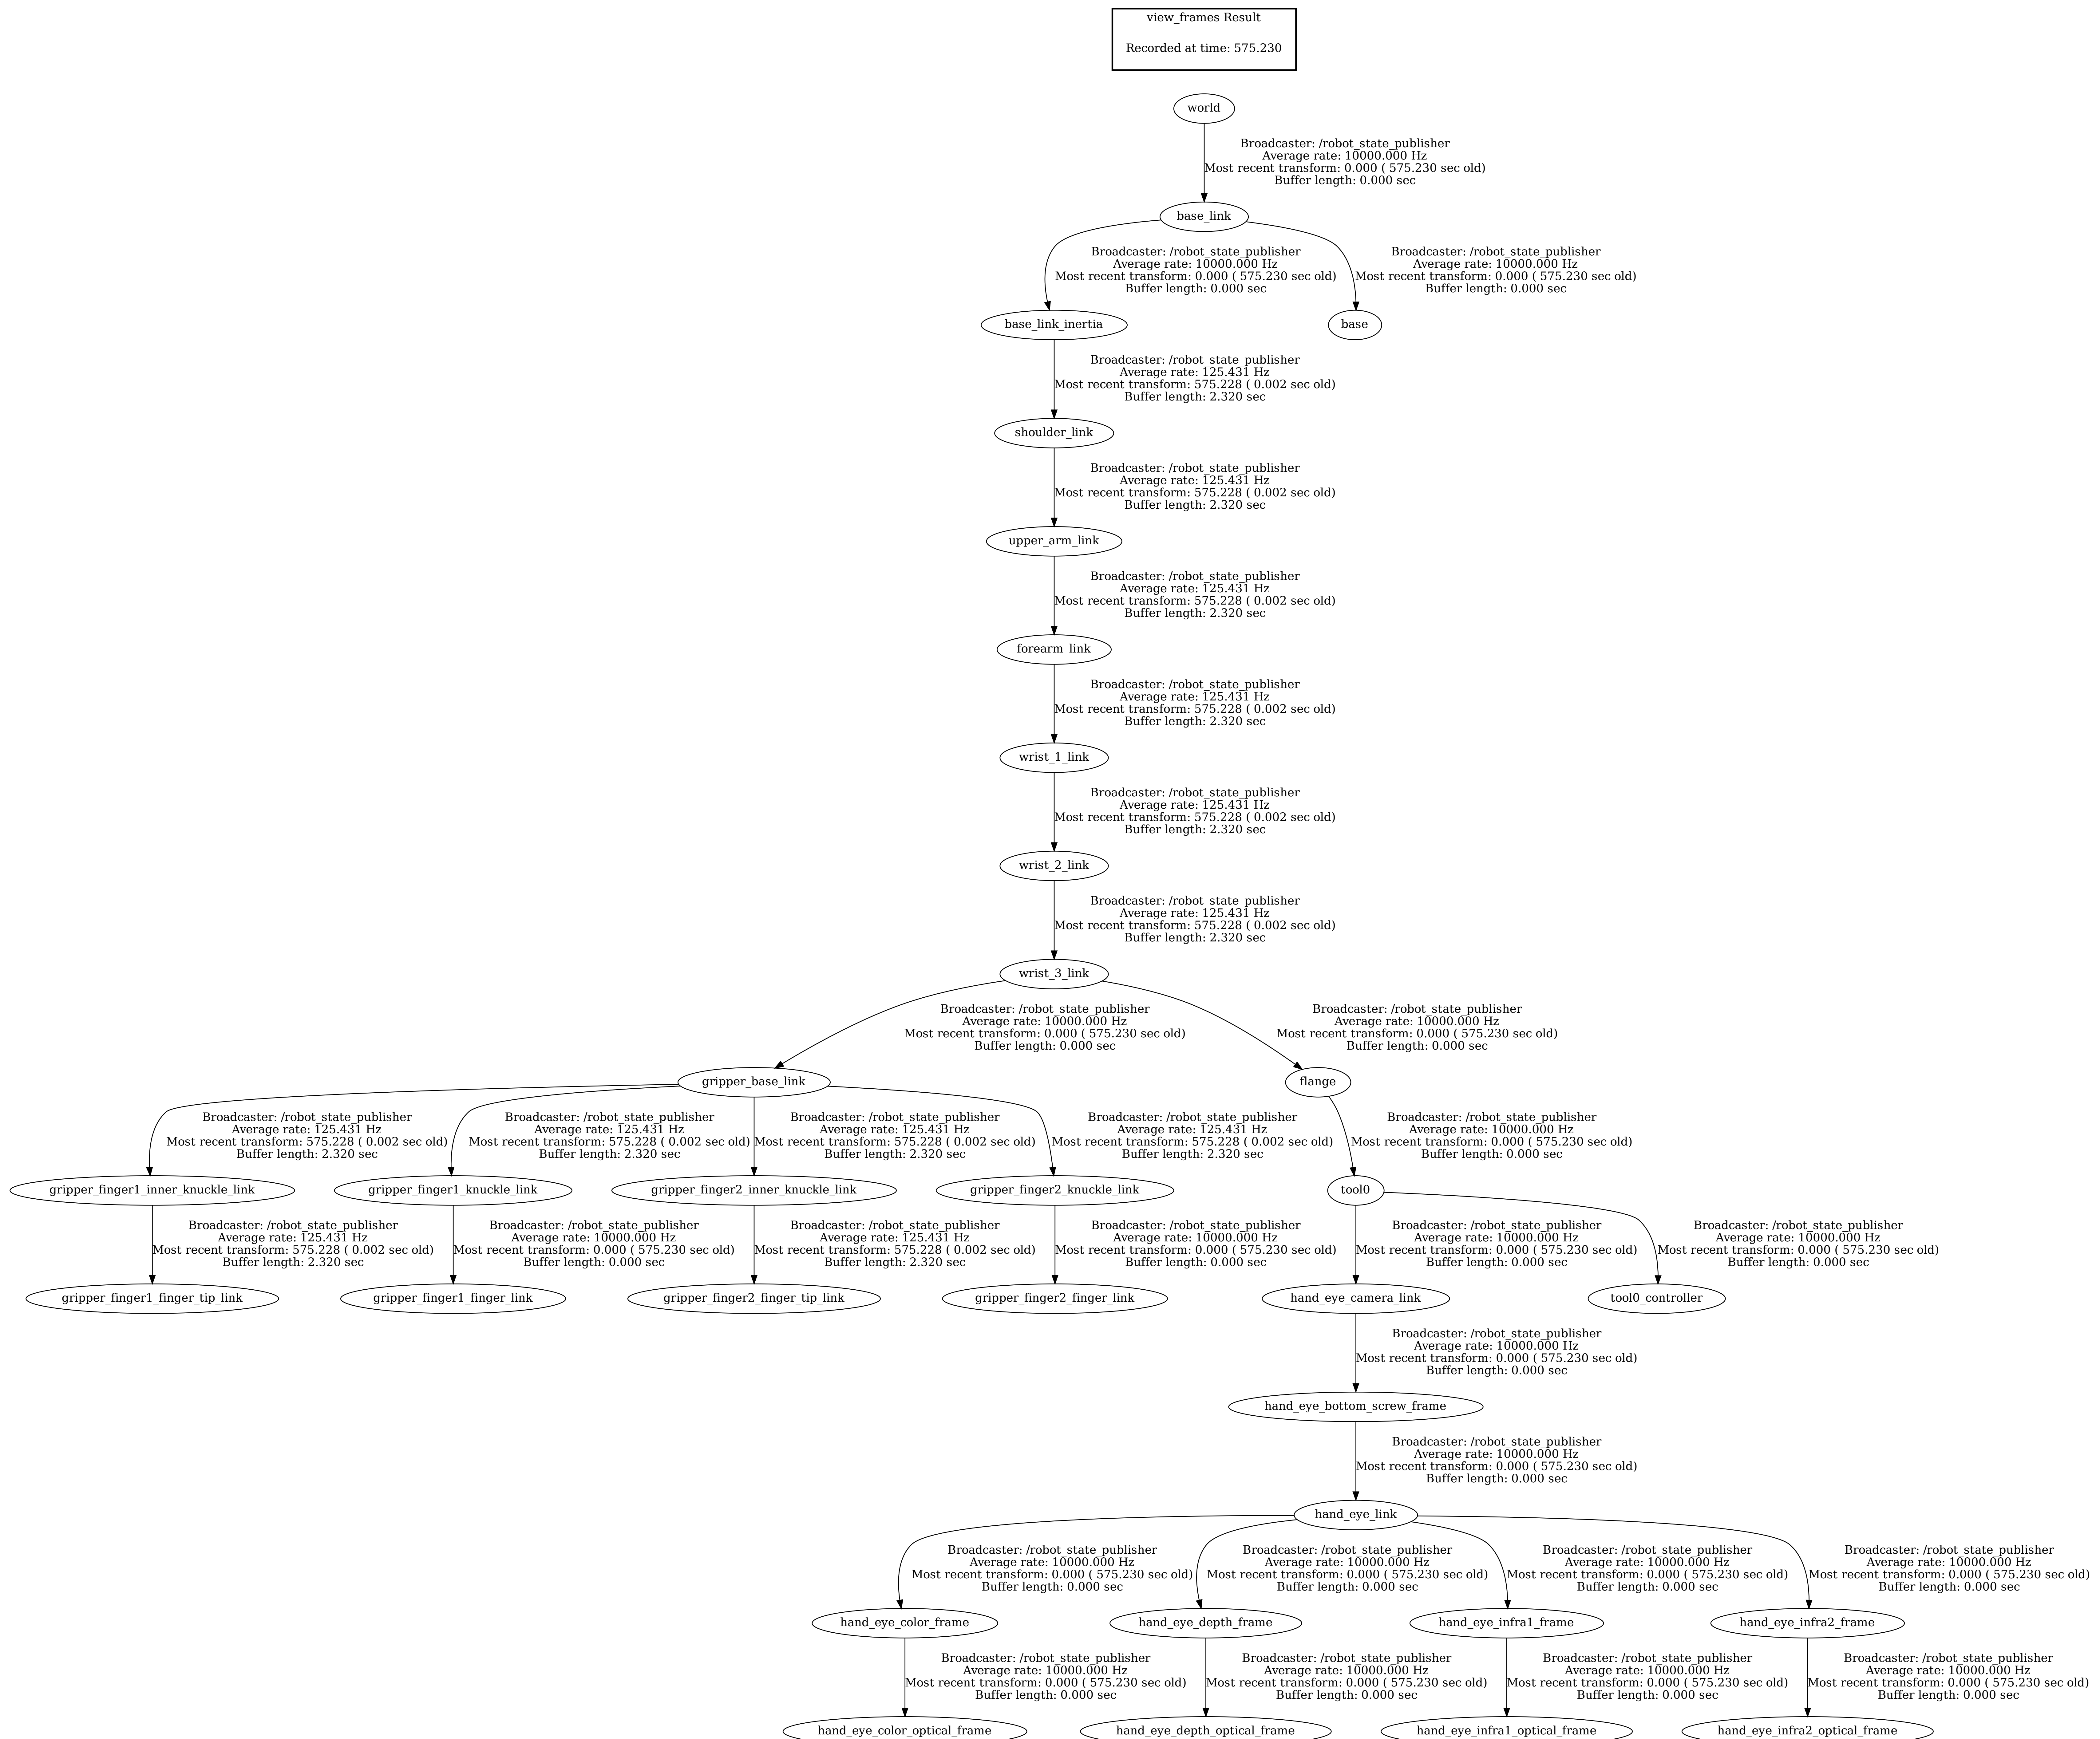 view_frames Result
Recorded at time: 575.230
world
Broadcaster: /robot_state_publisher
Average rate: 10000.000 Hz
Most recent transform: 0.000 ( 575.230 sec old)
Buffer length: 0.000 sec
base_link
Broadcaster: /robot_state_publisher
Average rate: 10000.000 Hz
Most recent transform: 0.000 ( 575.230 sec old)
Buffer length: 0.000 sec
Broadcaster: /robot_state_publisher
Average rate: 10000.000 Hz
Most recent transform: 0.000 ( 575.230 sec old)
Buffer length: 0.000 sec
base_link_inertia
base
Broadcaster: /robot_state_publisher
Average rate: 125.431 Hz
Most recent transform: 575.228 ( 0.002 sec old)
Buffer length: 2.320 sec
shoulder_link
Broadcaster: /robot_state_publisher
Average rate: 125.431 Hz
Most recent transform: 575.228 ( 0.002 sec old)
Buffer length: 2.320 sec
upper_arm_link
Broadcaster: /robot_state_publisher
Average rate: 125.431 Hz
Most recent transform: 575.228 ( 0.002 sec old)
Buffer length: 2.320 sec
forearm_link
Broadcaster: /robot_state_publisher
Average rate: 125.431 Hz
Most recent transform: 575.228 ( 0.002 sec old)
Buffer length: 2.320 sec
wrist_1_link
Broadcaster: /robot_state_publisher
Average rate: 125.431 Hz
Most recent transform: 575.228 ( 0.002 sec old)
Buffer length: 2.320 sec
wrist_2_link
Broadcaster: /robot_state_publisher
Average rate: 125.431 Hz
Most recent transform: 575.228 ( 0.002 sec old)
Buffer length: 2.320 sec
wrist_3_link
Broadcaster: /robot_state_publisher
Average rate: 10000.000 Hz
Most recent transform: 0.000 ( 575.230 sec old)
Buffer length: 0.000 sec
Broadcaster: /robot_state_publisher
Average rate: 10000.000 Hz
Most recent transform: 0.000 ( 575.230 sec old)
Buffer length: 0.000 sec
gripper_base_link
flange
Broadcaster: /robot_state_publisher
Average rate: 125.431 Hz
Most recent transform: 575.228 ( 0.002 sec old)
Buffer length: 2.320 sec
Broadcaster: /robot_state_publisher
Average rate: 125.431 Hz
Most recent transform: 575.228 ( 0.002 sec old)
Buffer length: 2.320 sec
Broadcaster: /robot_state_publisher
Average rate: 125.431 Hz
Most recent transform: 575.228 ( 0.002 sec old)
Buffer length: 2.320 sec
Broadcaster: /robot_state_publisher
Average rate: 125.431 Hz
Most recent transform: 575.228 ( 0.002 sec old)
Buffer length: 2.320 sec
Broadcaster: /robot_state_publisher
Average rate: 10000.000 Hz
Most recent transform: 0.000 ( 575.230 sec old)
Buffer length: 0.000 sec
gripper_finger1_inner_knuckle_link
gripper_finger1_knuckle_link
gripper_finger2_inner_knuckle_link
gripper_finger2_knuckle_link
tool0
Broadcaster: /robot_state_publisher
Average rate: 125.431 Hz
Most recent transform: 575.228 ( 0.002 sec old)
Buffer length: 2.320 sec
Broadcaster: /robot_state_publisher
Average rate: 10000.000 Hz
Most recent transform: 0.000 ( 575.230 sec old)
Buffer length: 0.000 sec
Broadcaster: /robot_state_publisher
Average rate: 125.431 Hz
Most recent transform: 575.228 ( 0.002 sec old)
Buffer length: 2.320 sec
Broadcaster: /robot_state_publisher
Average rate: 10000.000 Hz
Most recent transform: 0.000 ( 575.230 sec old)
Buffer length: 0.000 sec
Broadcaster: /robot_state_publisher
Average rate: 10000.000 Hz
Most recent transform: 0.000 ( 575.230 sec old)
Buffer length: 0.000 sec
Broadcaster: /robot_state_publisher
Average rate: 10000.000 Hz
Most recent transform: 0.000 ( 575.230 sec old)
Buffer length: 0.000 sec
gripper_finger1_finger_tip_link
gripper_finger1_finger_link
gripper_finger2_finger_tip_link
gripper_finger2_finger_link
hand_eye_camera_link
tool0_controller
Broadcaster: /robot_state_publisher
Average rate: 10000.000 Hz
Most recent transform: 0.000 ( 575.230 sec old)
Buffer length: 0.000 sec
hand_eye_bottom_screw_frame
Broadcaster: /robot_state_publisher
Average rate: 10000.000 Hz
Most recent transform: 0.000 ( 575.230 sec old)
Buffer length: 0.000 sec
hand_eye_link
Broadcaster: /robot_state_publisher
Average rate: 10000.000 Hz
Most recent transform: 0.000 ( 575.230 sec old)
Buffer length: 0.000 sec
Broadcaster: /robot_state_publisher
Average rate: 10000.000 Hz
Most recent transform: 0.000 ( 575.230 sec old)
Buffer length: 0.000 sec
Broadcaster: /robot_state_publisher
Average rate: 10000.000 Hz
Most recent transform: 0.000 ( 575.230 sec old)
Buffer length: 0.000 sec
Broadcaster: /robot_state_publisher
Average rate: 10000.000 Hz
Most recent transform: 0.000 ( 575.230 sec old)
Buffer length: 0.000 sec
hand_eye_color_frame
hand_eye_depth_frame
hand_eye_infra1_frame
hand_eye_infra2_frame
Broadcaster: /robot_state_publisher
Average rate: 10000.000 Hz
Most recent transform: 0.000 ( 575.230 sec old)
Buffer length: 0.000 sec
Broadcaster: /robot_state_publisher
Average rate: 10000.000 Hz
Most recent transform: 0.000 ( 575.230 sec old)
Buffer length: 0.000 sec
Broadcaster: /robot_state_publisher
Average rate: 10000.000 Hz
Most recent transform: 0.000 ( 575.230 sec old)
Buffer length: 0.000 sec
Broadcaster: /robot_state_publisher
Average rate: 10000.000 Hz
Most recent transform: 0.000 ( 575.230 sec old)
Buffer length: 0.000 sec
hand_eye_color_optical_frame
hand_eye_depth_optical_frame
hand_eye_infra1_optical_frame
hand_eye_infra2_optical_frame